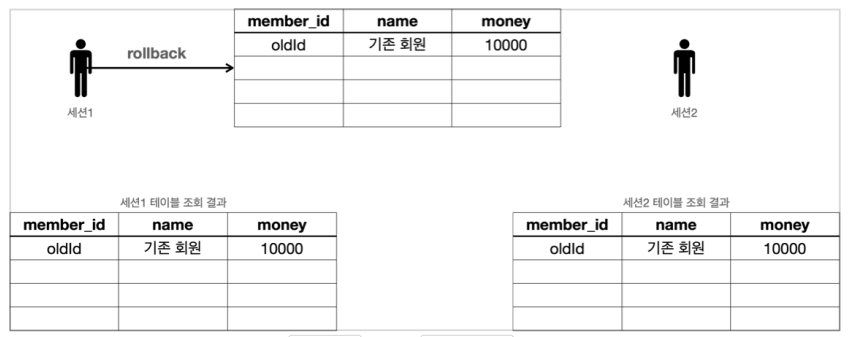 member_id name money
oldId 기존 회원 10000
rollback
세션1
세션2
세션1 테이블 조회 결과
member_id name money
oldId 기존 회원 10000
세션2 테이블 조회 결과
member_id name money
oldId 기존 회원 10000